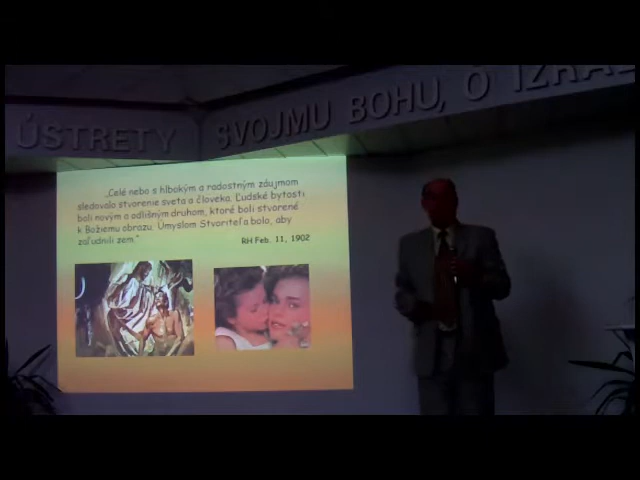 ÚSTRETY SVOJMU BOHU, Ó IZRAEL
„Celé nebo s hlbokým a radostným záujmom
sledovalo stvorenie sveta a človeka. Ľudské bytosti
boli novým a odlišným druhom, ktoré boli stvorené
k Božiemu obrazu. Úmyslom Stvoriteľa bolo, aby
zaľudnili zem."
RH Feb. 11, 1902